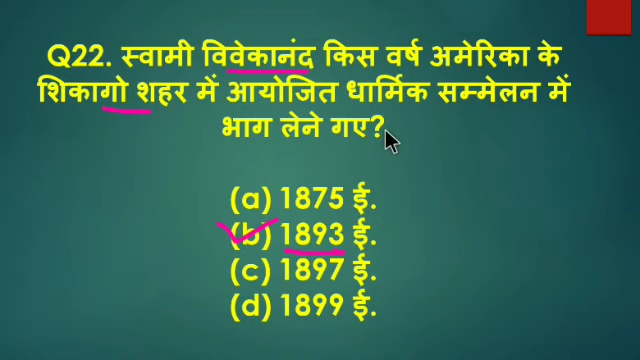 Q22. स्वामी विवेकानंद किस वर्ष अमेरिका के
शिकागो शहर में आयोजित धार्मिक सम्मेलन में
भाग लेने गए?
(a) 1875 ई.
(b) 1893 ई.
(c) 1897 ई.
(d) 1899 ई.